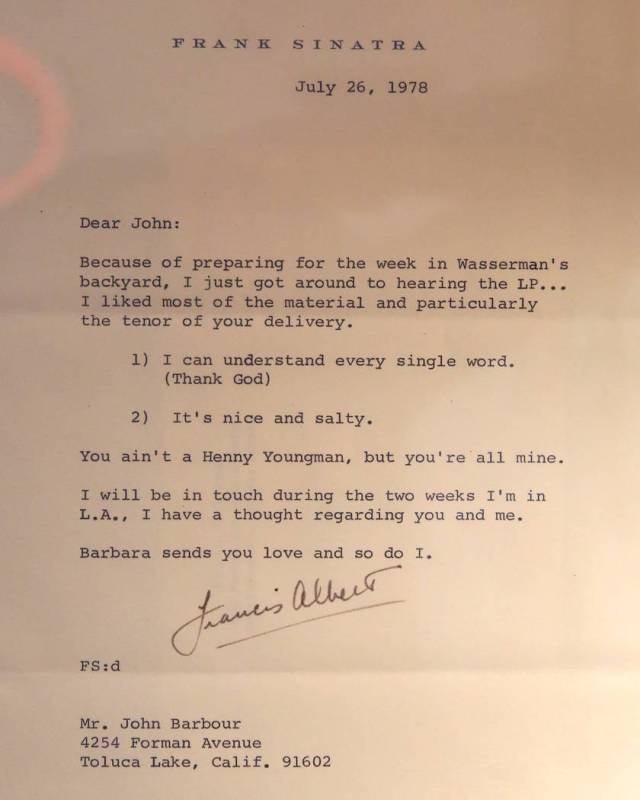 FRANK SINATRA
July 26, 1978
Dear John:
Because of preparing for the week in Wasserman's
backyard, I just got around to hearing the LP...
I liked most of the material and particularly
the tenor of your delivery.
1) I can understand every single word.
(Thank God)
2) It's nice and salty.
You ain't a Henny Youngman, but you're all mine.
I will be in touch during the two weeks I'm in
L.A., I have a thought regarding you and me.
Barbara sends you love and so do I.
Francis Albert
FS:d
Mr. John Barbour
4254 Forman Avenue
Toluca Lake, Calif. 91602